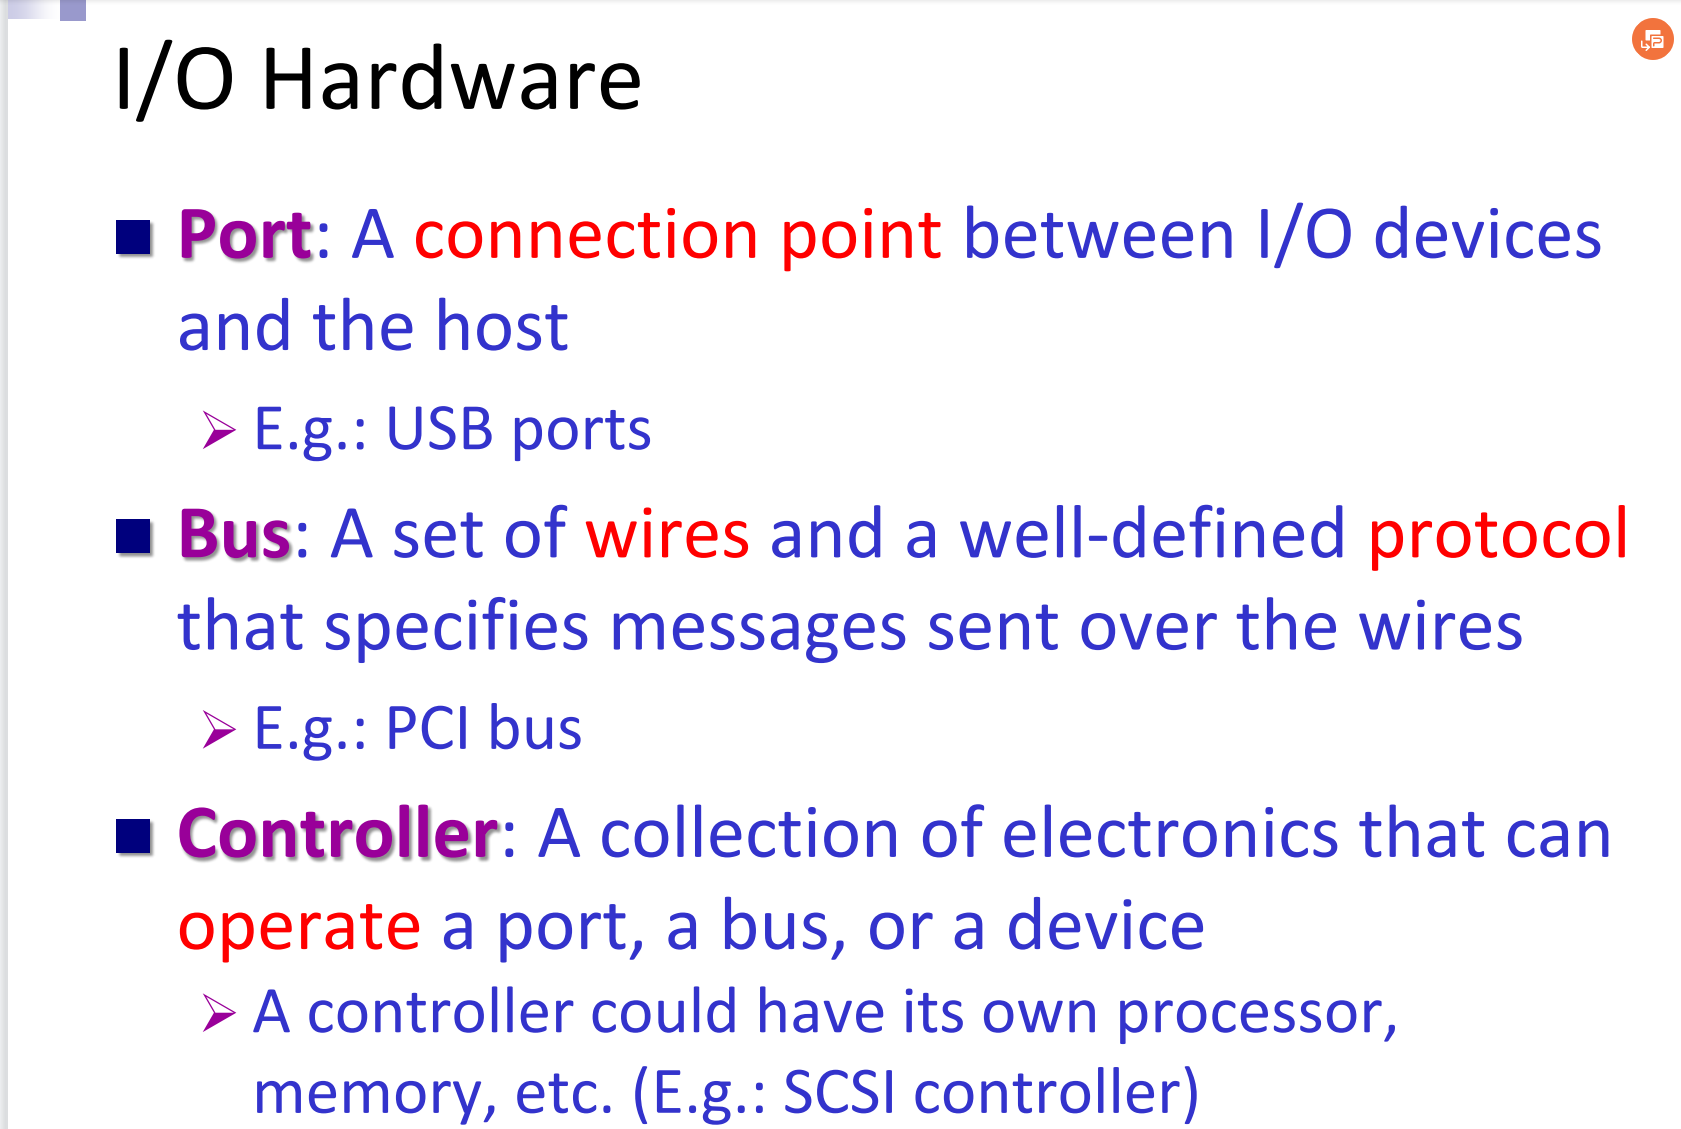 I/O Hardware
Port: A connection point between I/O devices
and the host
E.g.: USB ports
Bus: A set of wires and a well-defined protocol
that specifies messages sent over the wires
E.g.: PCI bus
Controller: A collection of electronics that can
operate a port, a bus, or a device
A controller could have its own processor,
memory, etc. (E.g.: SCSI controller)